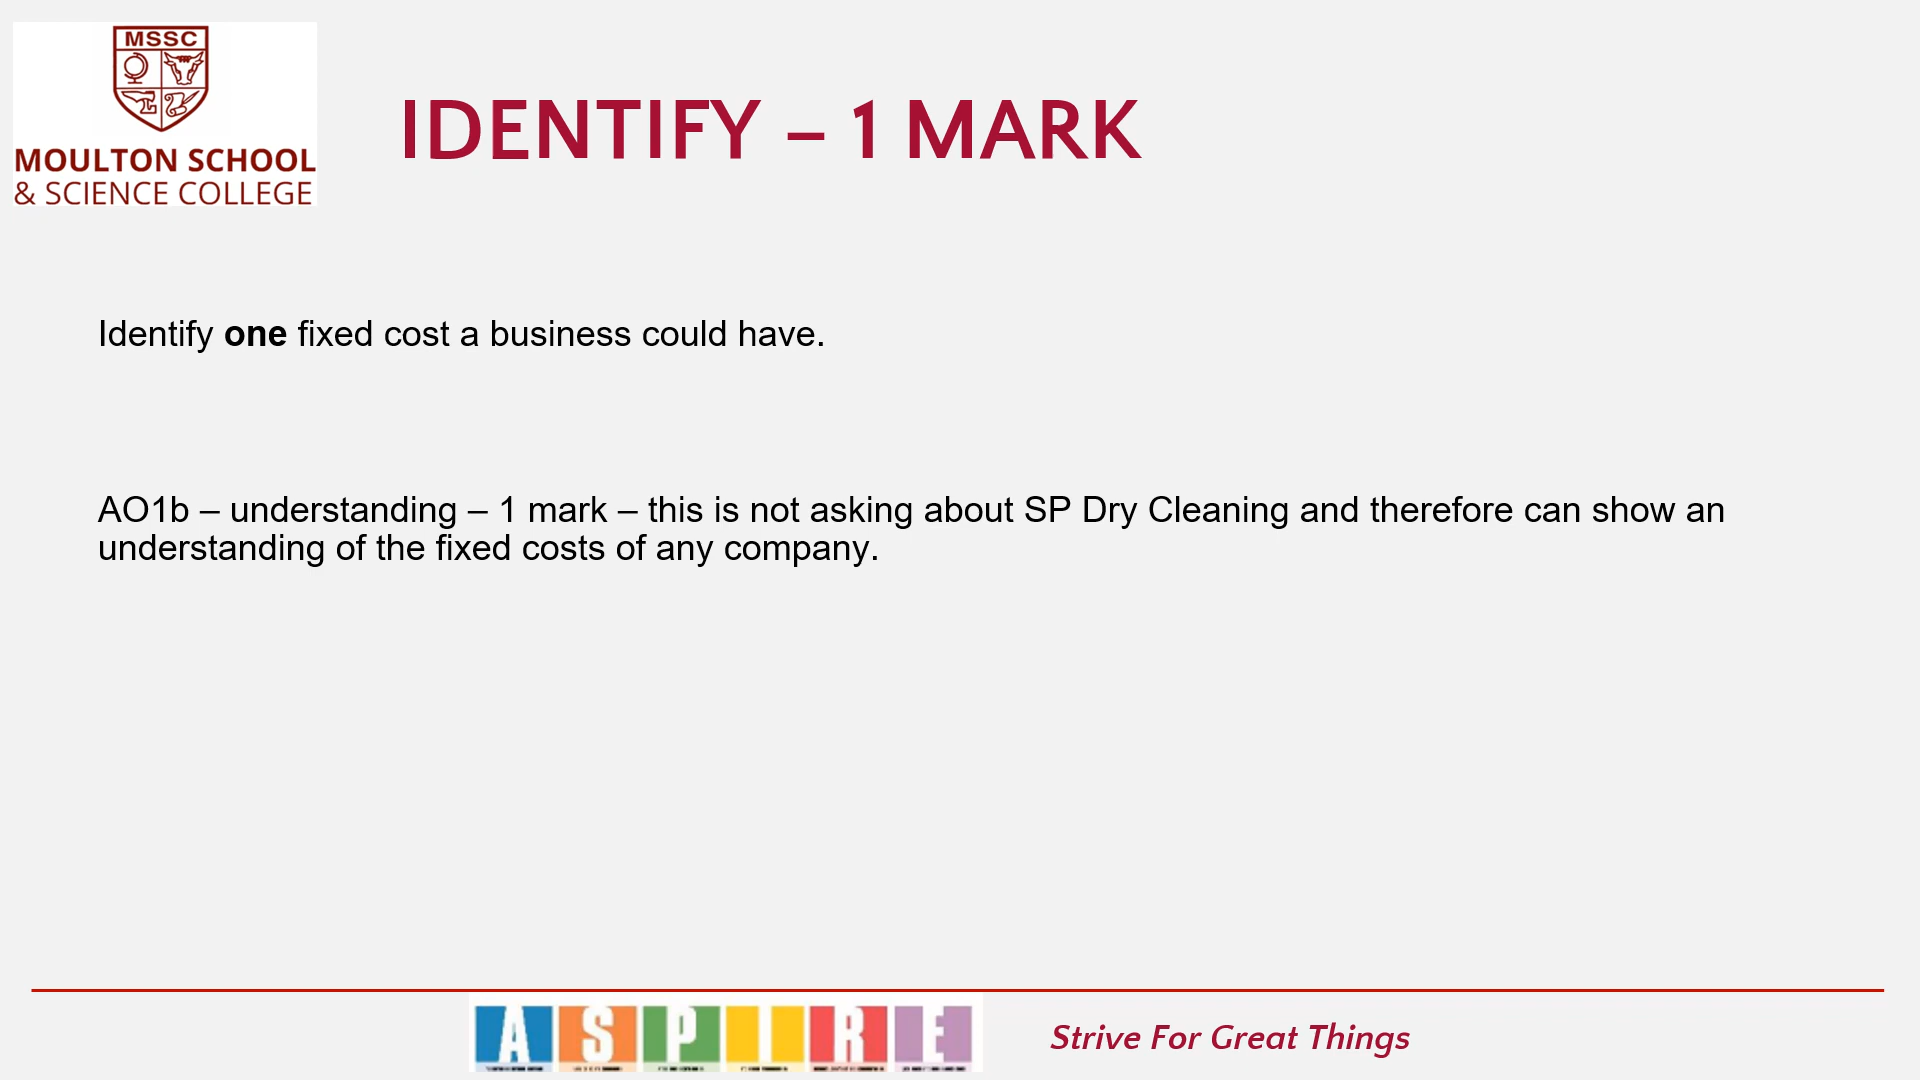 MSSC
MOULTON SCHOOL
& SCIENCE COLLEGE
IDENTIFY – 1 MARK
Identify one fixed cost a business could have.
AO1b – understanding – 1 mark – this is not asking about SP Dry Cleaning and therefore can show an
understanding of the fixed costs of any company.
ASPIRE
Strive For Great Things